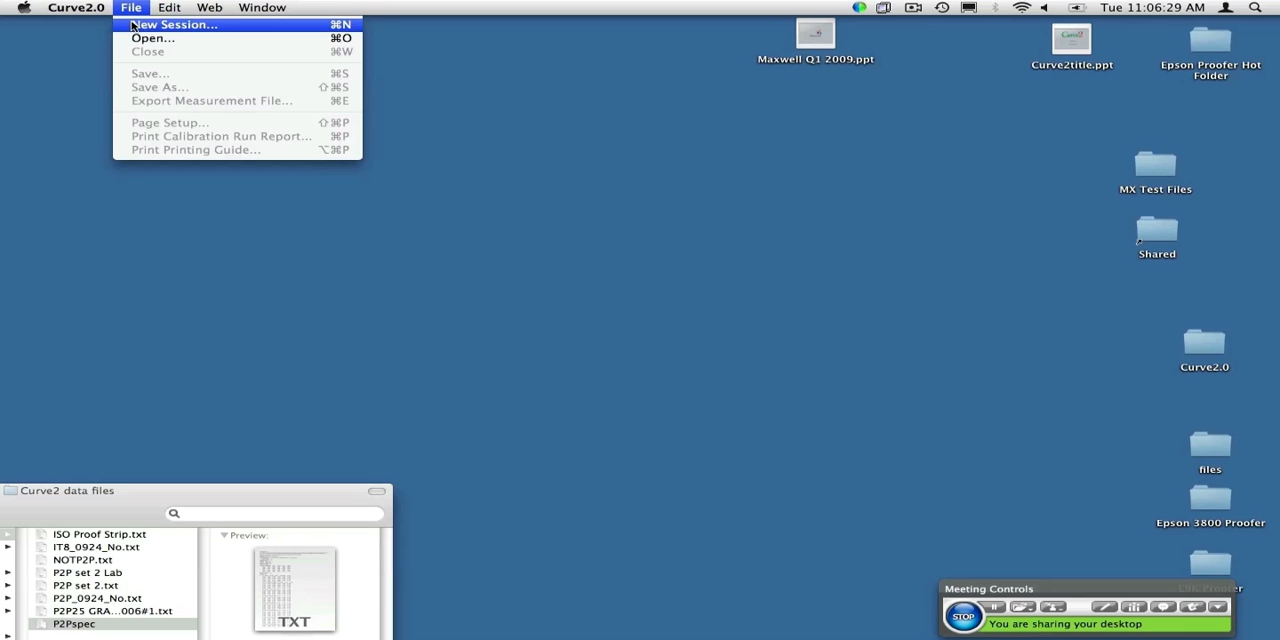 Curve2.0 File Edit Web Window Tue 11:06:29 AM
New Session... ⌘N
Open... ⌘O
Close ⌘W
Save... ⌘S
Save As... ⇧⌘S
Export Measurement File... ⌘E
Page Setup... ⇧⌘P
Print Calibration Run Report... ⌘P
Print Printing Guide... ⌥⌘P
Maxwell Q1 2009.ppt
Curve2title.ppt
Epson Proofer Hot
Folder
MX Test Files
Shared
Curve2.0
files
Epson 3800 Proofer
Curve2 data files
ISO Proof Strip.txt
IT8_0924_No.txt
NOTP2P.txt
P2P set 2 Lab
P2P set 2.txt
P2P_0924_No.txt
P2P25 GRA...006#1.txt
P2Pspec
Preview:
TXT
Meeting Controls
STOP
You are sharing your desktop